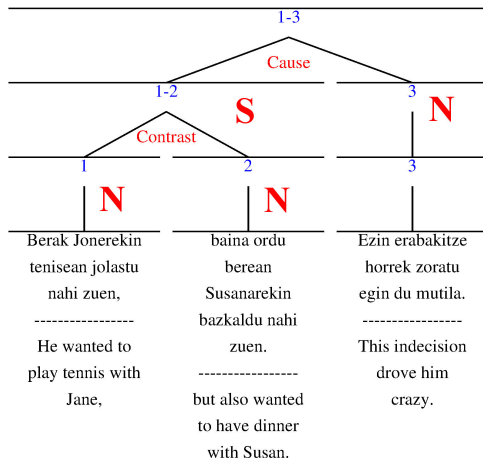 1-3
Cause
1-2
3
S
N
Contrast
1
2
3
N
N
Berak Jonerekin
tenisean jolastu
nahi zuen,
-----------------
He wanted to
play tennis with
Jane,
baina ordu
berean
Susanarekin
bazkaldu nahi
zuen.
-----------------
but also wanted
to have dinner
with Susan.
Ezin erabakitze
horrek zoratu
egin du mutila.
-----------------
This indecision
drove him
crazy.